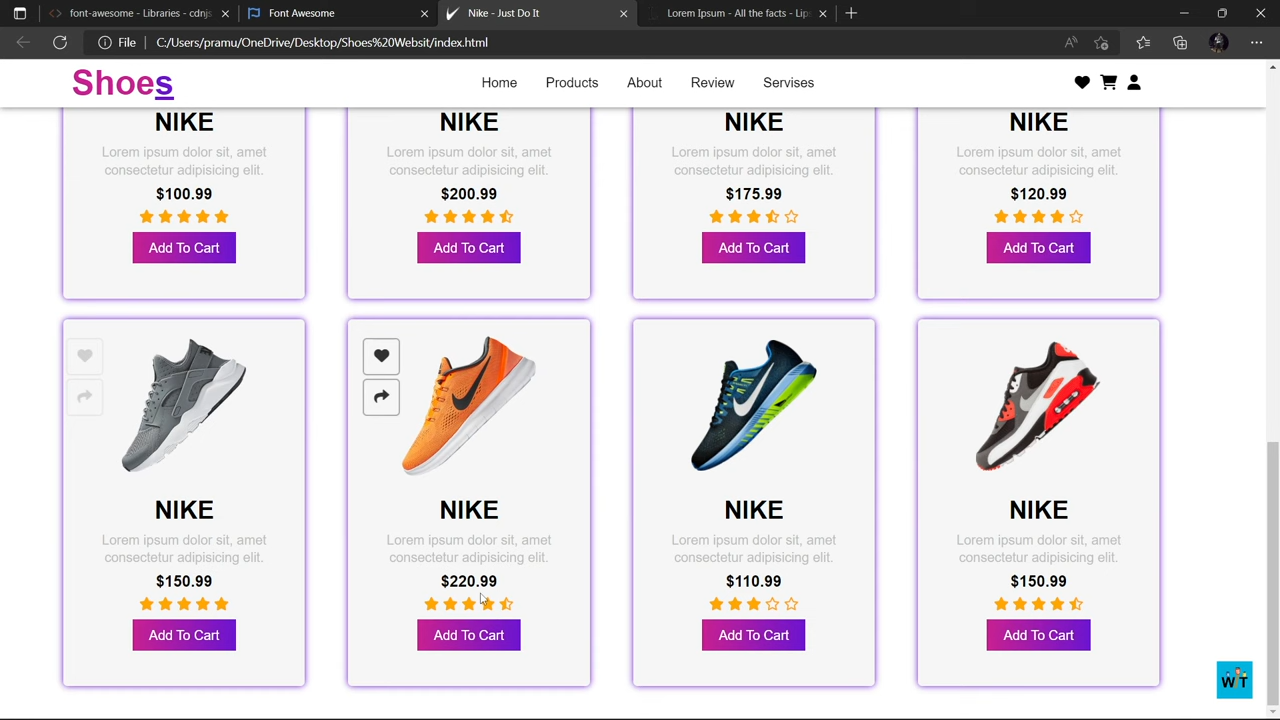 font-awesome - Libraries - cdnjs
Font Awesome
Nike - Just Do It
Lorem Ipsum - All the facts - Lip
File
C:/Users/pramu/OneDrive/Desktop/Shoes%20Websit/index.html
Shoes
Home Products About Review Servises
NIKE NIKE NIKE NIKE
Lorem ipsum dolor sit, amet Lorem ipsum dolor sit, amet Lorem ipsum dolor sit, amet Lorem ipsum dolor sit, amet
consectetur adipisicing elit. consectetur adipisicing elit. consectetur adipisicing elit. consectetur adipisicing elit.
$100.99 $200.99 $175.99 $120.99
Add To Cart Add To Cart Add To Cart Add To Cart
NIKE NIKE NIKE NIKE
Lorem ipsum dolor sit, amet Lorem ipsum dolor sit, amet Lorem ipsum dolor sit, amet Lorem ipsum dolor sit, amet
consectetur adipisicing elit. consectetur adipisicing elit. consectetur adipisicing elit. consectetur adipisicing elit.
$150.99 $220.99 $110.99 $150.99
Add To Cart Add To Cart Add To Cart Add To Cart
WT